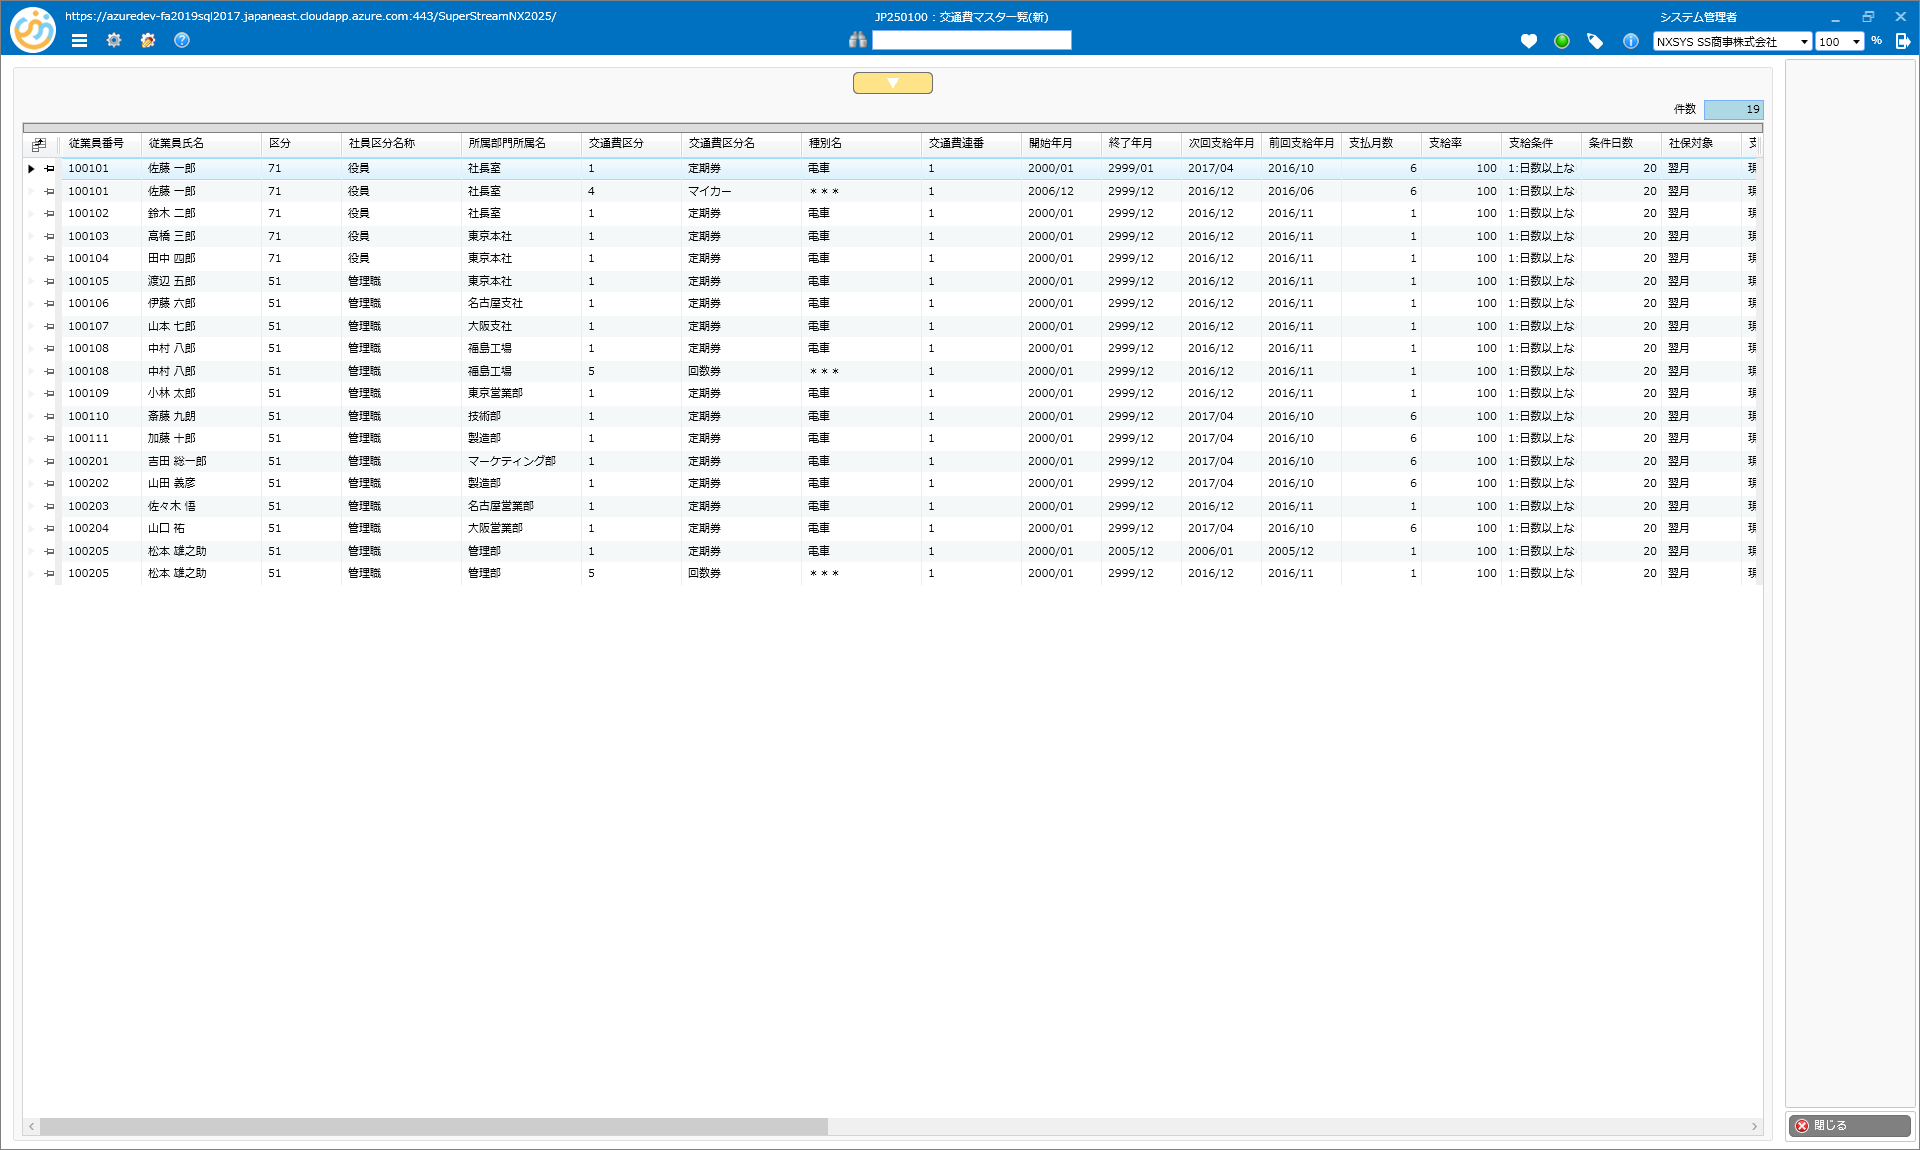 https://azuredev-fa2019sql2017.japaneast.cloudapp.azure.com:443/SuperStreamNX2025/
JP250100 : 交通費マスタ一覧(新)
システム管理者
NXSYS SS商事株式会社 100 %
件数 19
従業員番号 従業員氏名 区分 社員区分名称 所属部門所属名 交通費区分 交通費区分名 種別名 交通費連番 開始年月 終了年月 次回支給年月 前回支給年月 支払月数 支給率 支給条件 条件日数 社保対象 支
100101 佐藤 一郎 71 役員 社長室 1 定期券 電車 1 2000/01 2999/01 2017/04 2016/10 6 100 1:日数以上な 20 翌月 現
100101 佐藤 一郎 71 役員 社長室 4 マイカー *** 1 2006/12 2999/12 2016/12 2016/06 6 100 1:日数以上な 20 翌月 現
100102 鈴木 二郎 71 役員 社長室 1 定期券 電車 1 2000/01 2999/12 2016/12 2016/11 1 100 1:日数以上な 20 翌月 現
100103 高橋 三郎 71 役員 東京本社 1 定期券 電車 1 2000/01 2999/12 2016/12 2016/11 1 100 1:日数以上な 20 翌月 現
100104 田中 四郎 71 役員 東京本社 1 定期券 電車 1 2000/01 2999/12 2016/12 2016/11 1 100 1:日数以上な 20 翌月 現
100105 渡辺 五郎 51 管理職 東京本社 1 定期券 電車 1 2000/01 2999/12 2016/12 2016/11 1 100 1:日数以上な 20 翌月 現
100106 伊藤 六郎 51 管理職 名古屋支社 1 定期券 電車 1 2000/01 2999/12 2016/12 2016/11 1 100 1:日数以上な 20 翌月 現
100107 山本 七郎 51 管理職 大阪支社 1 定期券 電車 1 2000/01 2999/12 2016/12 2016/11 1 100 1:日数以上な 20 翌月 現
100108 中村 八郎 51 管理職 福島工場 1 定期券 電車 1 2000/01 2999/12 2016/12 2016/11 1 100 1:日数以上な 20 翌月 現
100108 中村 八郎 51 管理職 福島工場 5 回数券 *** 1 2000/01 2999/12 2016/12 2016/11 1 100 1:日数以上な 20 翌月 現
100109 小林 太郎 51 管理職 東京営業部 1 定期券 電車 1 2000/01 2999/12 2016/12 2016/11 1 100 1:日数以上な 20 翌月 現
100110 斎藤 九朗 51 管理職 技術部 1 定期券 電車 1 2000/01 2999/12 2017/04 2016/10 6 100 1:日数以上な 20 翌月 現
100111 加藤 十郎 51 管理職 製造部 1 定期券 電車 1 2000/01 2999/12 2017/04 2016/10 6 100 1:日数以上な 20 翌月 現
100201 吉田 総一郎 51 管理職 マーケティング部 1 定期券 電車 1 2000/01 2999/12 2017/04 2016/10 6 100 1:日数以上な 20 翌月 現
100202 山田 義彦 51 管理職 製造部 1 定期券 電車 1 2000/01 2999/12 2017/04 2016/10 6 100 1:日数以上な 20 翌月 現
100203 佐々木 悟 51 管理職 名古屋営業部 1 定期券 電車 1 2000/01 2999/12 2016/12 2016/11 1 100 1:日数以上な 20 翌月 現
100204 山口 祐 51 管理職 大阪営業部 1 定期券 電車 1 2000/01 2999/12 2017/04 2016/10 6 100 1:日数以上な 20 翌月 現
100205 松本 雄之助 51 管理職 管理部 1 定期券 電車 1 2000/01 2005/12 2006/01 2005/12 1 100 1:日数以上な 20 翌月 現
100205 松本 雄之助 51 管理職 管理部 5 回数券 *** 1 2000/01 2999/12 2016/12 2016/11 1 100 1:日数以上な 20 翌月 現
閉じる